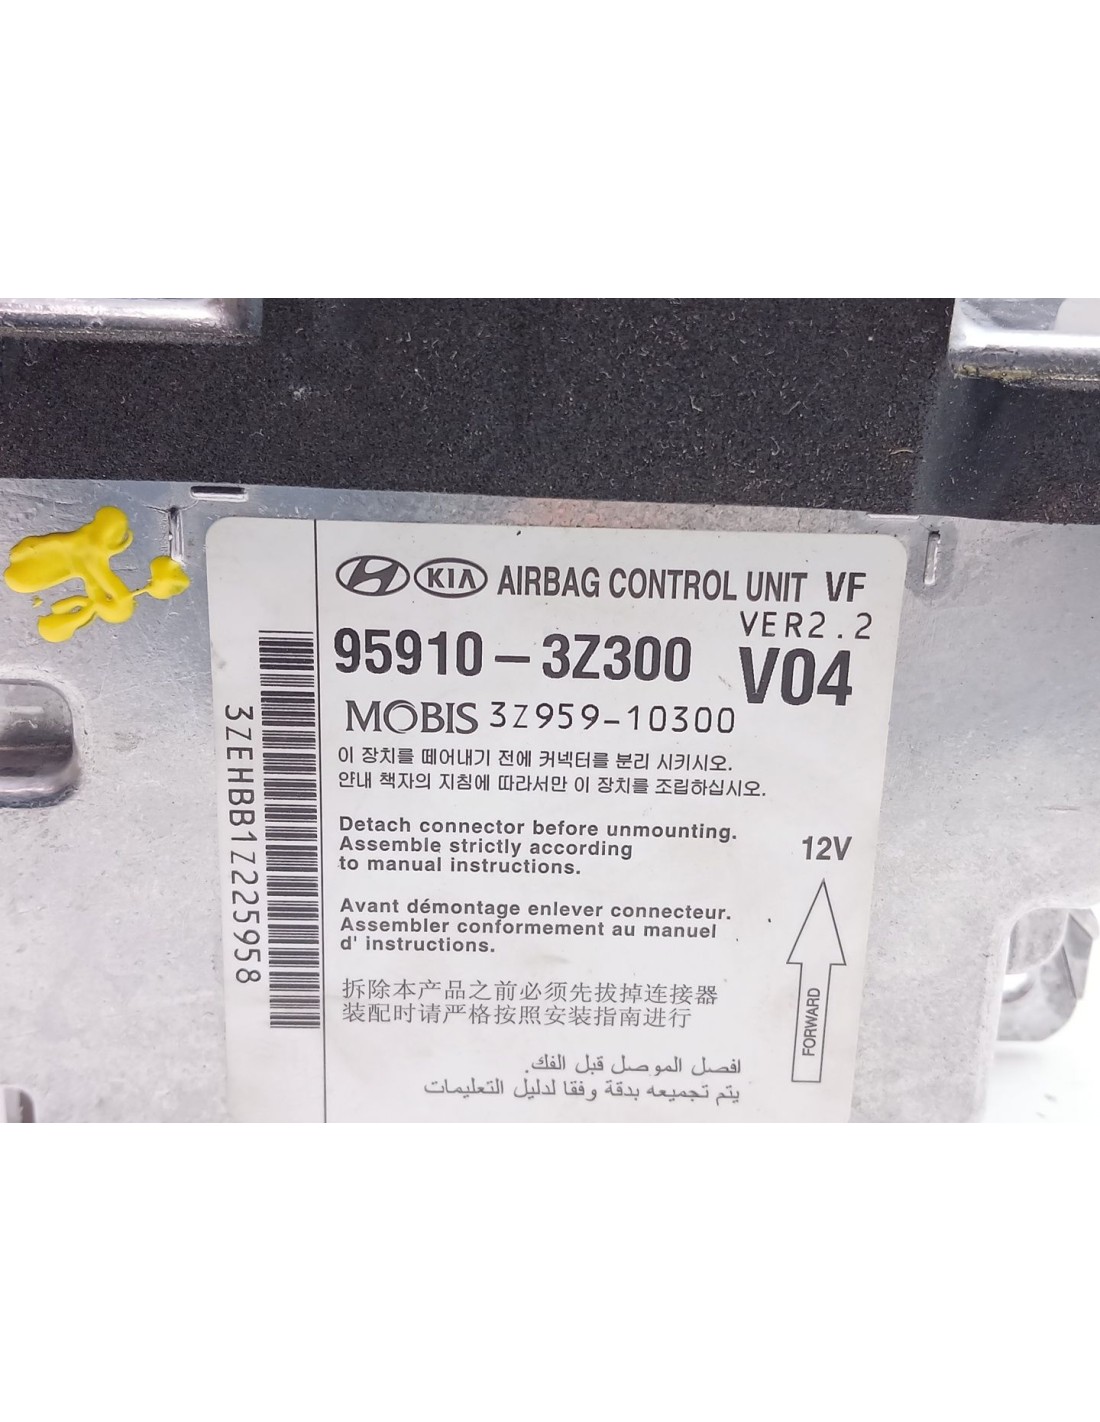 KIA AIRBAG CONTROL UNIT VF
VER2.2
95910-3Z300 V04
MOBIS 3Z959-10300
이 장치를 떼어내기 전에 커넥터를 분리 시키시오.
안내 책자의 지침에 따라서만 이 장치를 조립하십시오.
Detach connector before unmounting.
Assemble strictly according
to manual instructions.
12V
Avant démontage enlever connecteur.
Assembler conformement au manuel
d' instructions.
FORWARD
拆除本产品之前必须先拔掉连接器
装配时请严格按照安装指南进行
افصل الموصل قبل الفك.
يتم تجميعه بدقة وفقا لدليل التعليمات
3ZEHBB1Z225958